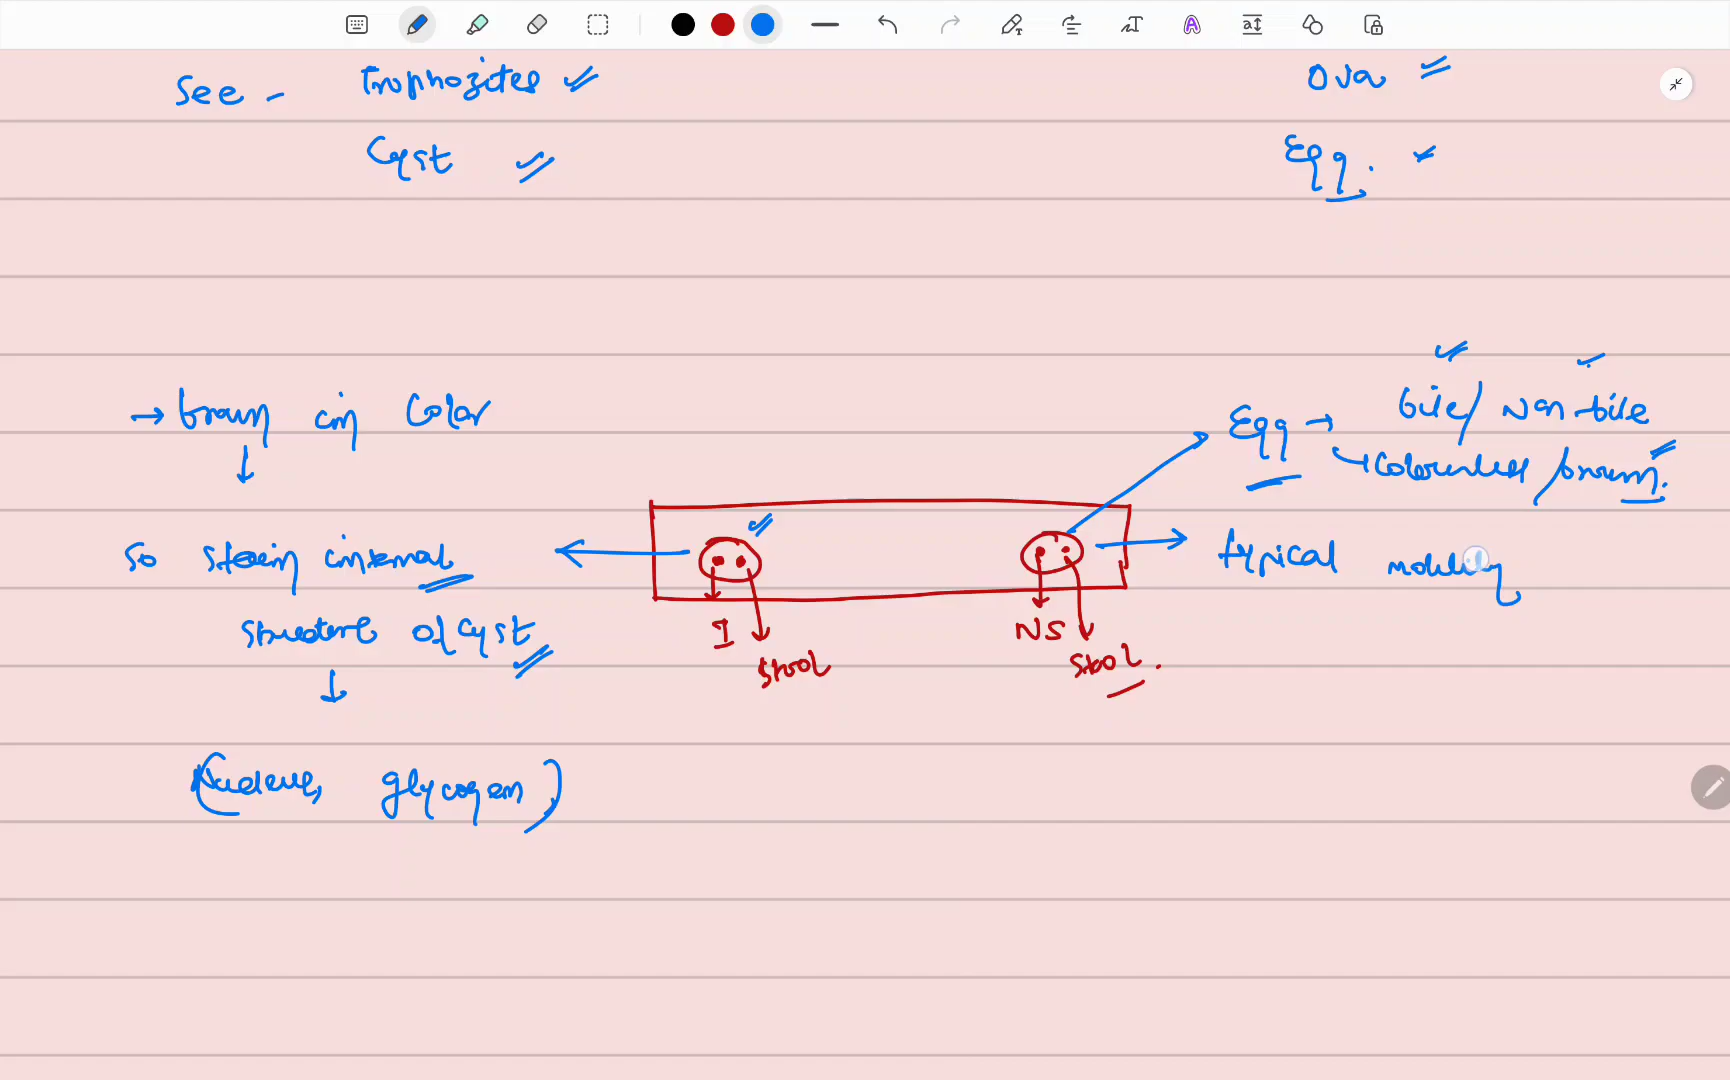 See - Trophozites Ova
Cyst Egg.
→ brown in Color
Egg → bile/ Non-bile
↳ colourless /brown.
So stain internal
structure of cyst
typical motility
I NS
stool stool.
(Nucleus, glycogen)